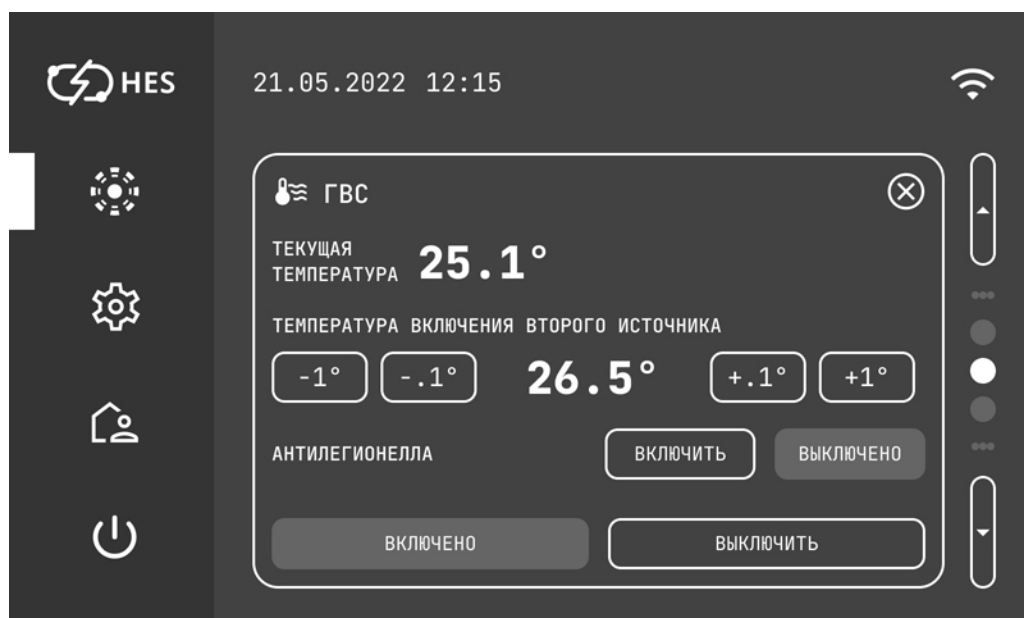 HES
21.05.2022 12:15
ГВС
ТЕКУЩАЯ
ТЕМПЕРАТУРА 25.1°
ТЕМПЕРАТУРА ВКЛЮЧЕНИЯ ВТОРОГО ИСТОЧНИКА
-1° -.1° 26.5° +.1° +1°
АНТИЛЕГИОНЕЛЛА ВКЛЮЧИТЬ ВЫКЛЮЧЕНО
ВКЛЮЧЕНО ВЫКЛЮЧИТЬ